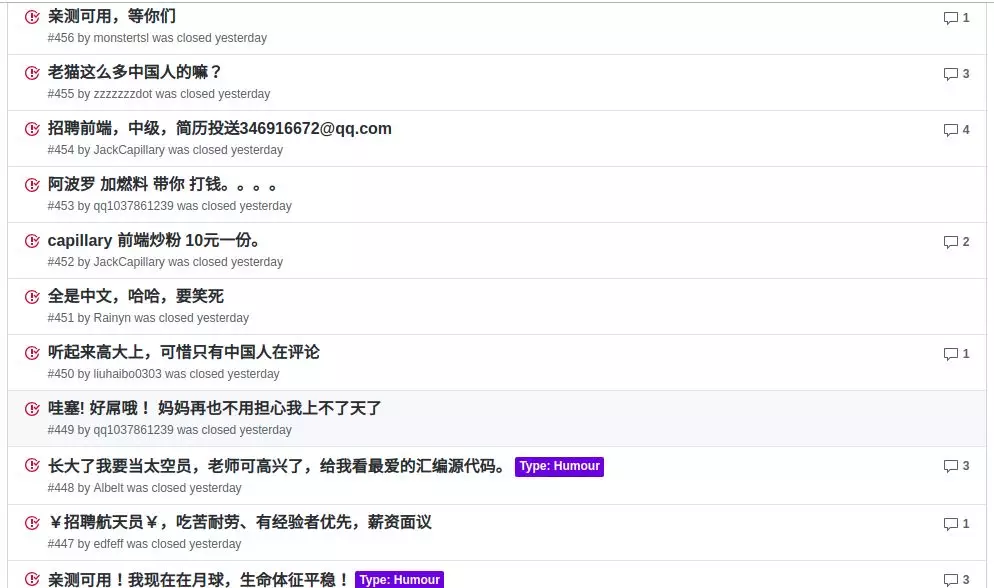 亲测可用，等你们
1
#456 by monstertsl was closed yesterday
老猫这么多中国人的嘛？
3
#455 by zzzzzzzdot was closed yesterday
招聘前端，中级，简历投送346916672@qq.com
4
#454 by JackCapillary was closed yesterday
阿波罗 加燃料 带你 打钱。。。。
#453 by qq1037861239 was closed yesterday
capillary 前端炒粉 10元一份。
2
#452 by JackCapillary was closed yesterday
全是中文，哈哈，要笑死
#451 by Rainyn was closed yesterday
听起来高大上，可惜只有中国人在评论
1
#450 by liuhaibo0303 was closed yesterday
哇塞! 好屌哦！ 妈妈再也不用担心我上不了天了
#449 by qq1037861239 was closed yesterday
长大了我要当太空员，老师可高兴了，给我看最爱的汇编源代码。 Type: Humour
3
#448 by Albelt was closed yesterday
￥招聘航天员￥，吃苦耐劳、有经验者优先，薪资面议
1
#447 by edfeff was closed yesterday
亲测可用！我现在在月球，生命体征平稳！ Type: Humour
3